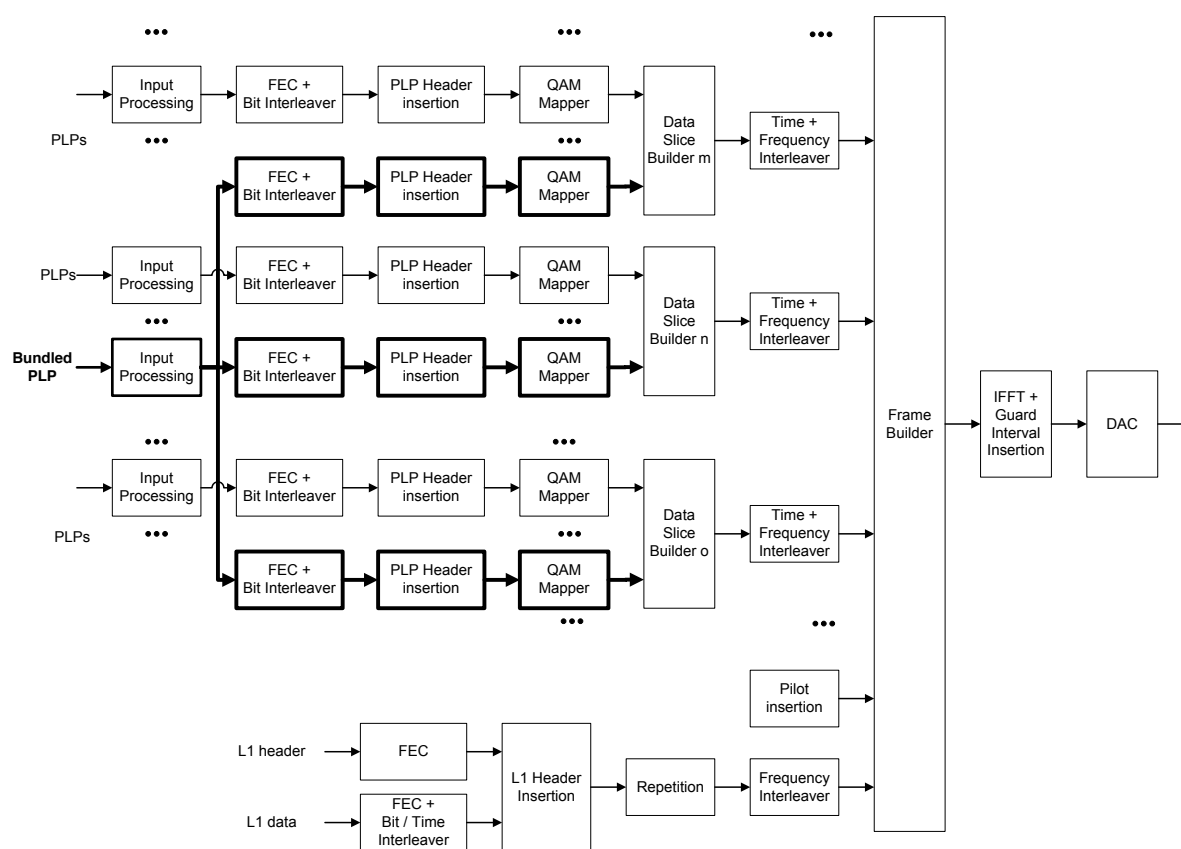 •••
•••
•••
Input
Processing
FEC +
Bit Interleaver
PLP Header
insertion
QAM
Mapper
PLPs
•••
•••
Data
Slice
Builder m
Time +
Frequency
Interleaver
FEC +
Bit Interleaver
PLP Header
insertion
QAM
Mapper
PLPs
Input
Processing
FEC +
Bit Interleaver
PLP Header
insertion
QAM
Mapper
•••
•••
Data
Slice
Builder n
Time +
Frequency
Interleaver
Bundled
PLP
Input
Processing
FEC +
Bit Interleaver
PLP Header
insertion
QAM
Mapper
Frame
Builder
IFFT +
Guard
Interval
Insertion
DAC
•••
•••
Input
Processing
FEC +
Bit Interleaver
PLP Header
insertion
QAM
Mapper
PLPs
•••
•••
Data
Slice
Builder o
Time +
Frequency
Interleaver
FEC +
Bit Interleaver
PLP Header
insertion
QAM
Mapper
•••
•••
Pilot
insertion
L1 header
FEC
L1 Header
Insertion
Repetition
Frequency
Interleaver
L1 data
FEC +
Bit / Time
Interleaver